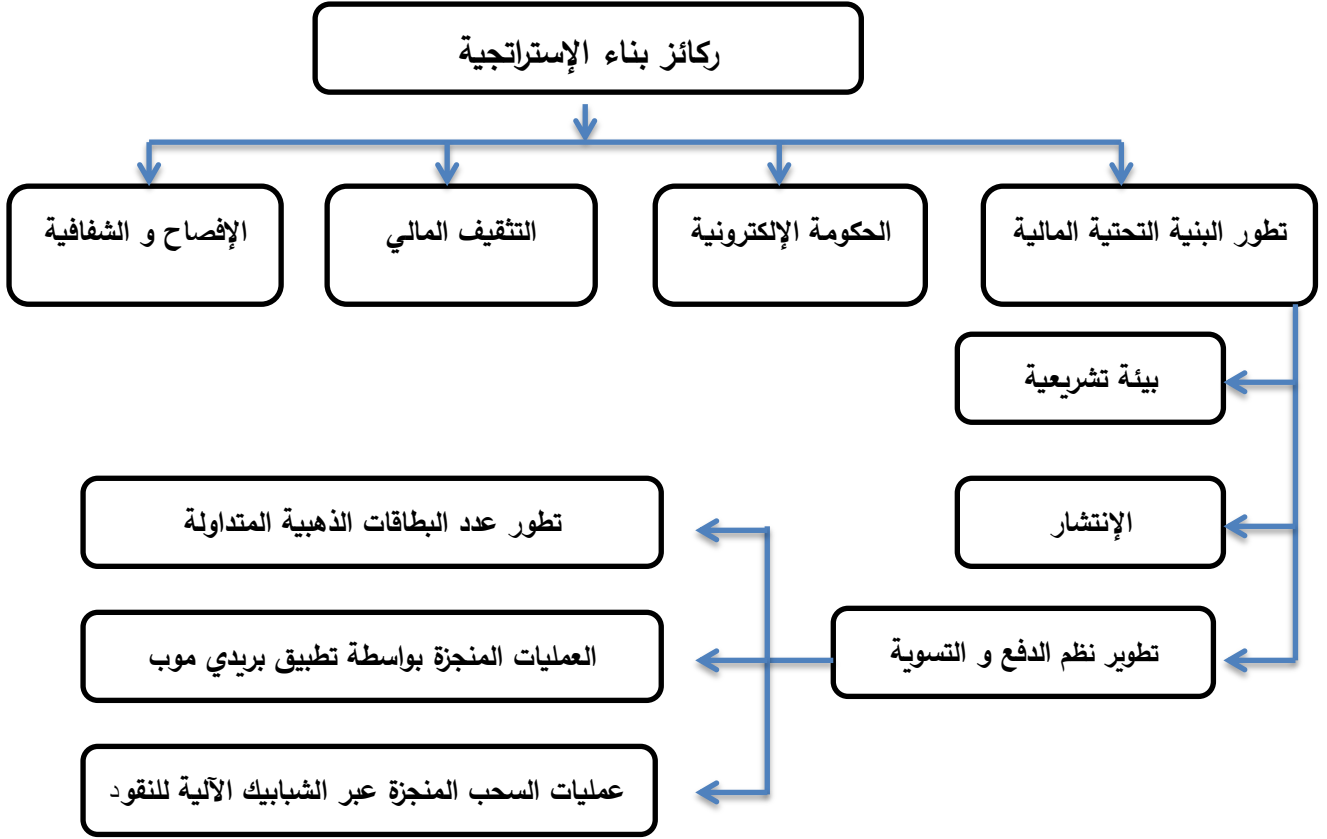 ركائز بناء الإستراتجية
تطور البنية التحتية المالية
الحكومة الإلكترونية
التثقيف المالي
الإفصاح و الشفافية
بيئة تشريعية
الإنتشار
تطوير نظم الدفع و التسوية
تطور عدد البطاقات الذهبية المتداولة
العمليات المنجزة بواسطة تطبيق بريدي موب
عمليات السحب المنجزة عبر الشبابيك الآلية للنقود